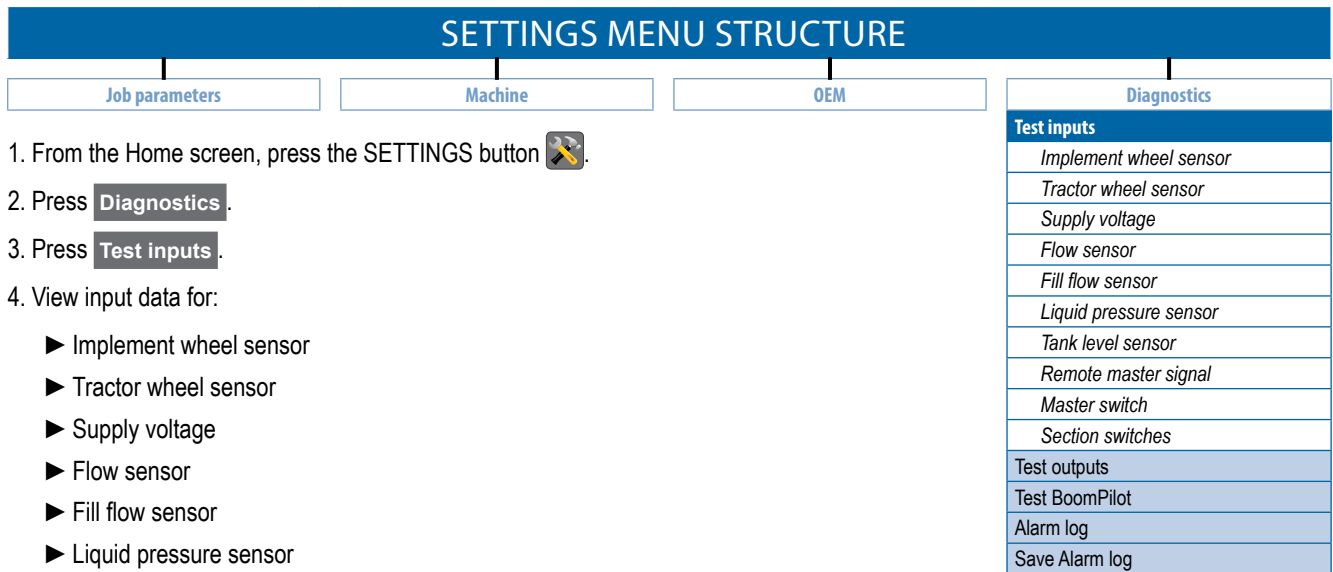 SETTINGS MENU STRUCTURE
Job parameters
Machine
OEM
Diagnostics
1. From the Home screen, press the SETTINGS button .
2. Press Diagnostics .
3. Press Test inputs .
4. View input data for:
► Implement wheel sensor
► Tractor wheel sensor
► Supply voltage
► Flow sensor
► Fill flow sensor
► Liquid pressure sensor
Test inputs
Implement wheel sensor
Tractor wheel sensor
Supply voltage
Flow sensor
Fill flow sensor
Liquid pressure sensor
Tank level sensor
Remote master signal
Master switch
Section switches
Test outputs
Test BoomPilot
Alarm log
Save Alarm log